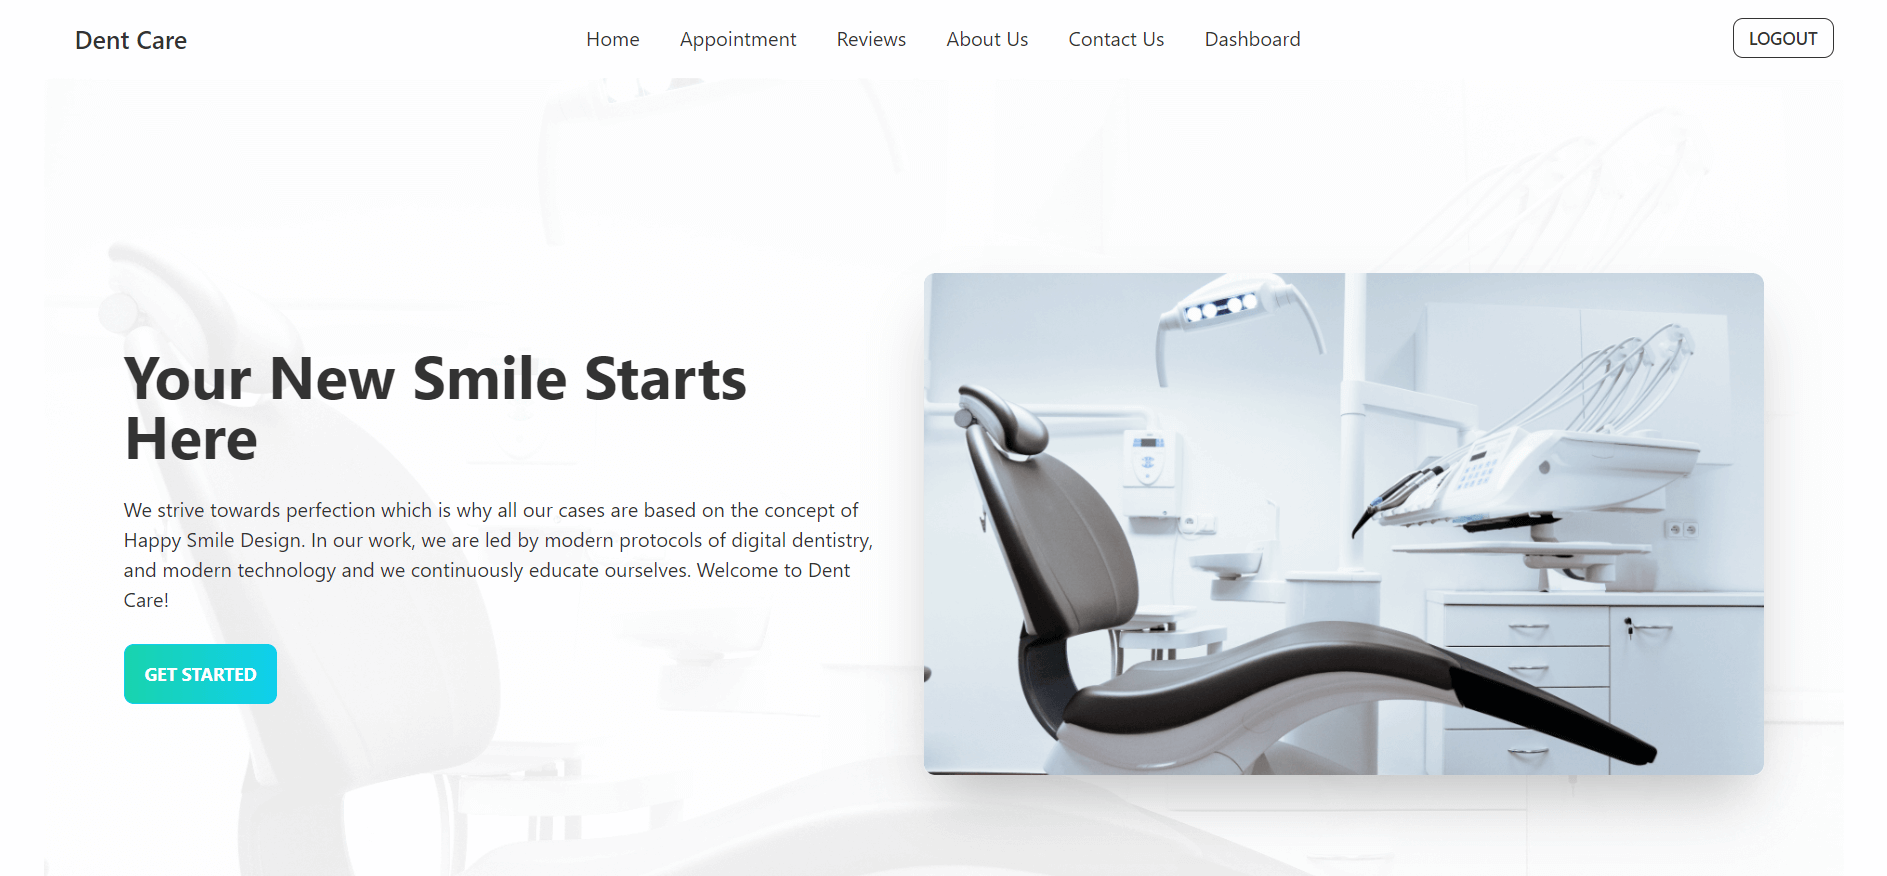 Dent Care
Home Appointment Reviews About Us Contact Us Dashboard
LOGOUT
Your New Smile Starts
Here
We strive towards perfection which is why all our cases are based on the concept of
Happy Smile Design. In our work, we are led by modern protocols of digital dentistry,
and modern technology and we continuously educate ourselves. Welcome to Dent
Care!
GET STARTED